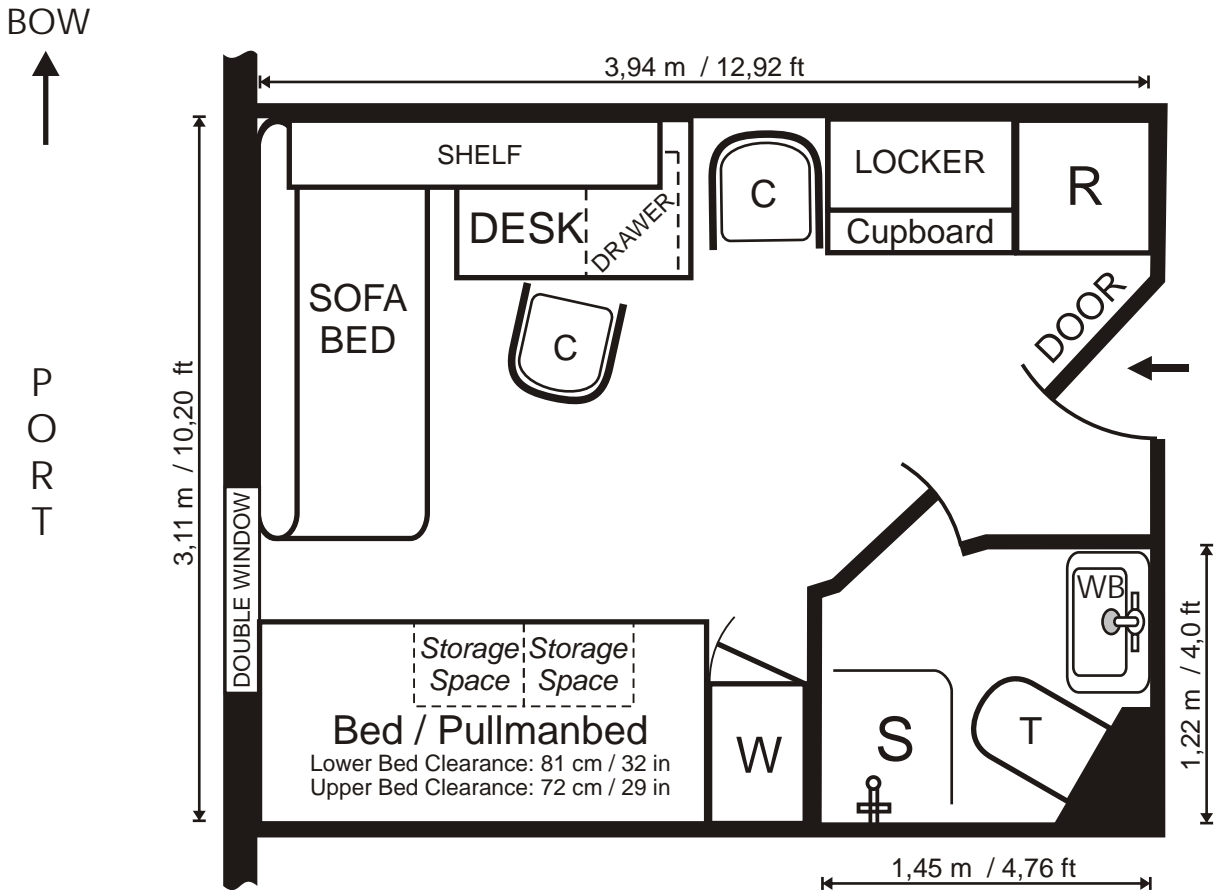 BOW
3,94 m / 12,92 ft
SHELF
DESK
DRAWER
C
LOCKER
Cupboard
R
SOFA
BED
C
DOOR
P
O
R
T
3,11 m / 10,20 ft
DOUBLE WINDOW
Storage Storage
Space Space
Bed / Pullmanbed
Lower Bed Clearance: 81 cm / 32 in
Upper Bed Clearance: 72 cm / 29 in
W
S
T
WB
1,22 m / 4,0 ft
1,45 m / 4,76 ft